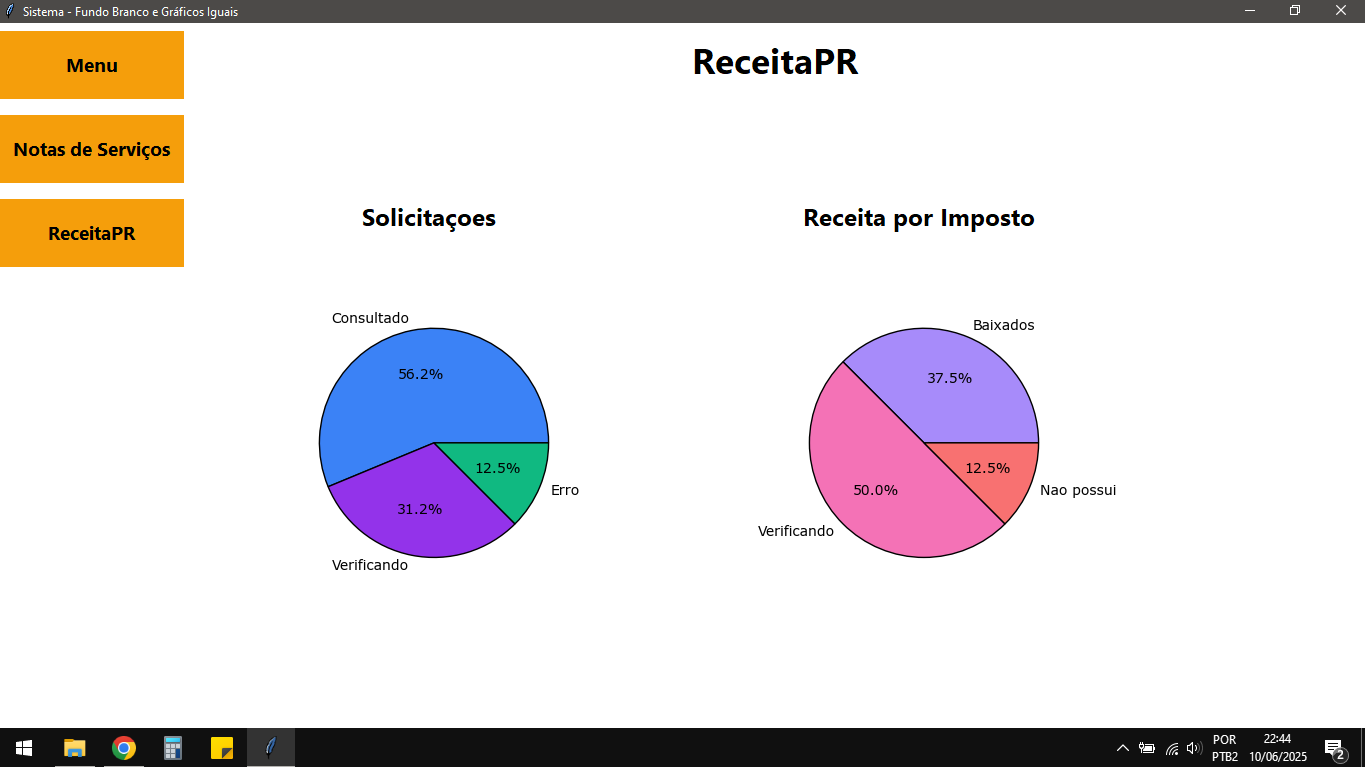 Sistema - Fundo Branco e Gráficos Iguais
Menu
Notas de Serviços
ReceitaPR
ReceitaPR
Solicitaçoes
Consultado
56.2%
12.5%
Erro
31.2%
Verificando
Receita por Imposto
Baixados
37.5%
12.5%
Nao possui
50.0%
Verificando
POR
PTB2
22:44
10/06/2025
2